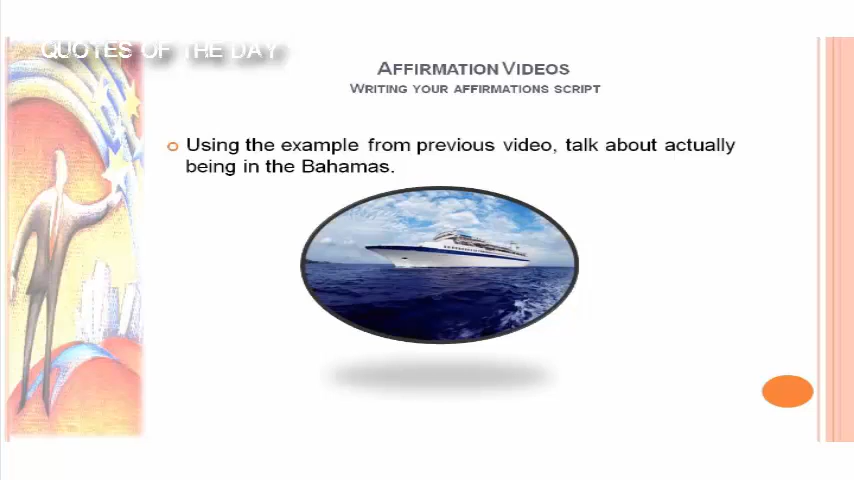 QUOTES OF THE DAY
AFFIRMATION VIDEOS
WRITING YOUR AFFIRMATIONS SCRIPT
Using the example from previous video, talk about actually
being in the Bahamas.